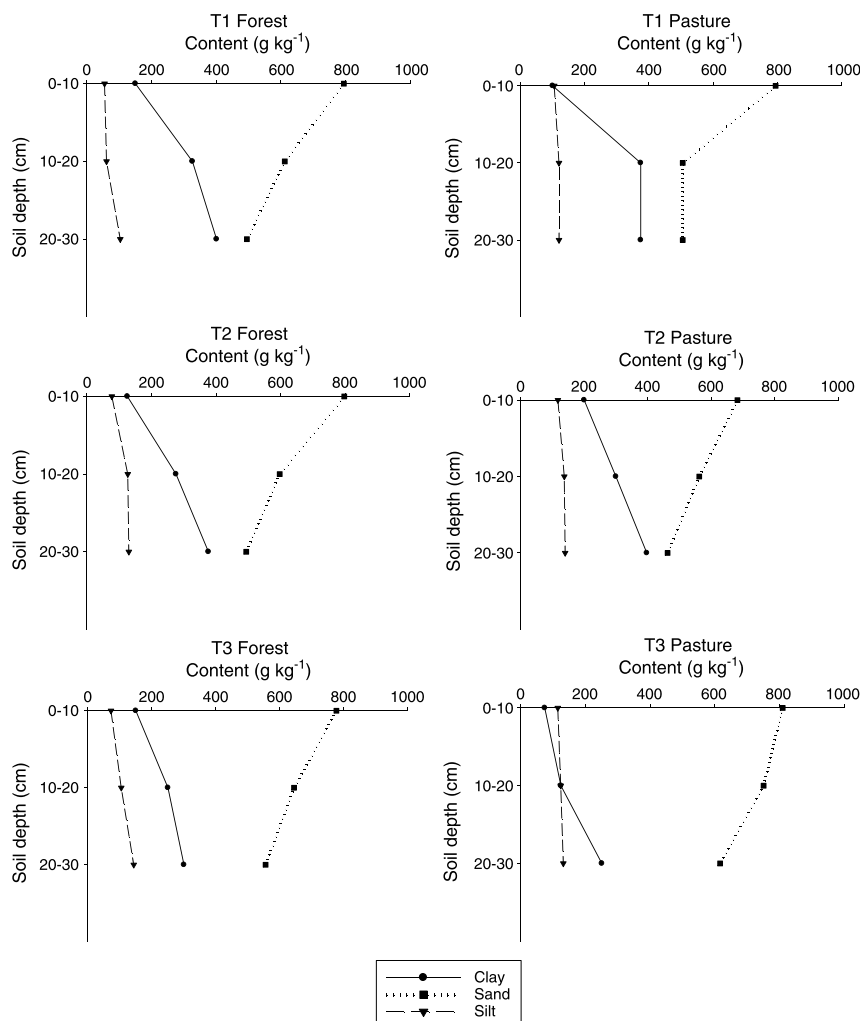 T1 Forest
Content (g kg⁻¹)
0 200 400 600 800 1000
0-10
10-20
20-30
Soil depth (cm)
T1 Pasture
Content (g kg⁻¹)
0 200 400 600 800 1000
0-10
10-20
20-30
Soil depth (cm)
T2 Forest
Content (g kg⁻¹)
0 200 400 600 800 1000
0-10
10-20
20-30
Soil depth (cm)
T2 Pasture
Content (g kg⁻¹)
0 200 400 600 800 1000
0-10
10-20
20-30
Soil depth (cm)
T3 Forest
Content (g kg⁻¹)
0 200 400 600 800 1000
0-10
10-20
20-30
Soil depth (cm)
T3 Pasture
Content (g kg⁻¹)
0 200 400 600 800 1000
0-10
10-20
20-30
Soil depth (cm)
Clay
Sand
Silt